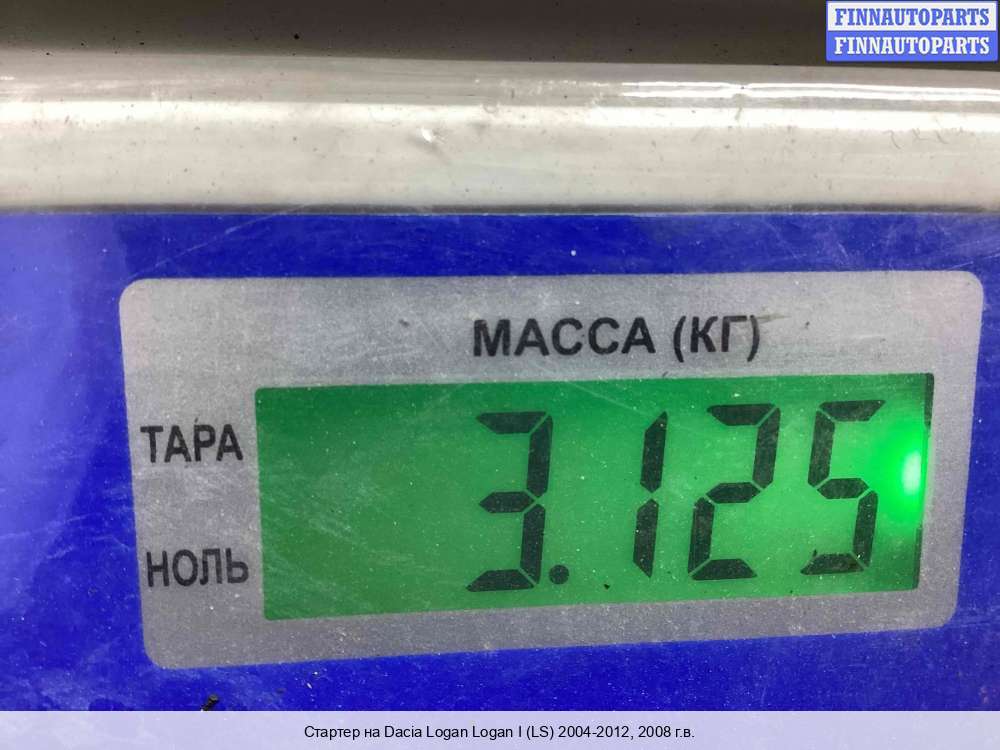 FINNAUTOPARTS
FINNAUTOPARTS
МАССА (КГ)
ТАРА
3.125
НОЛЬ
Стартер на Dacia Logan Logan I (LS) 2004-2012, 2008 г.в.